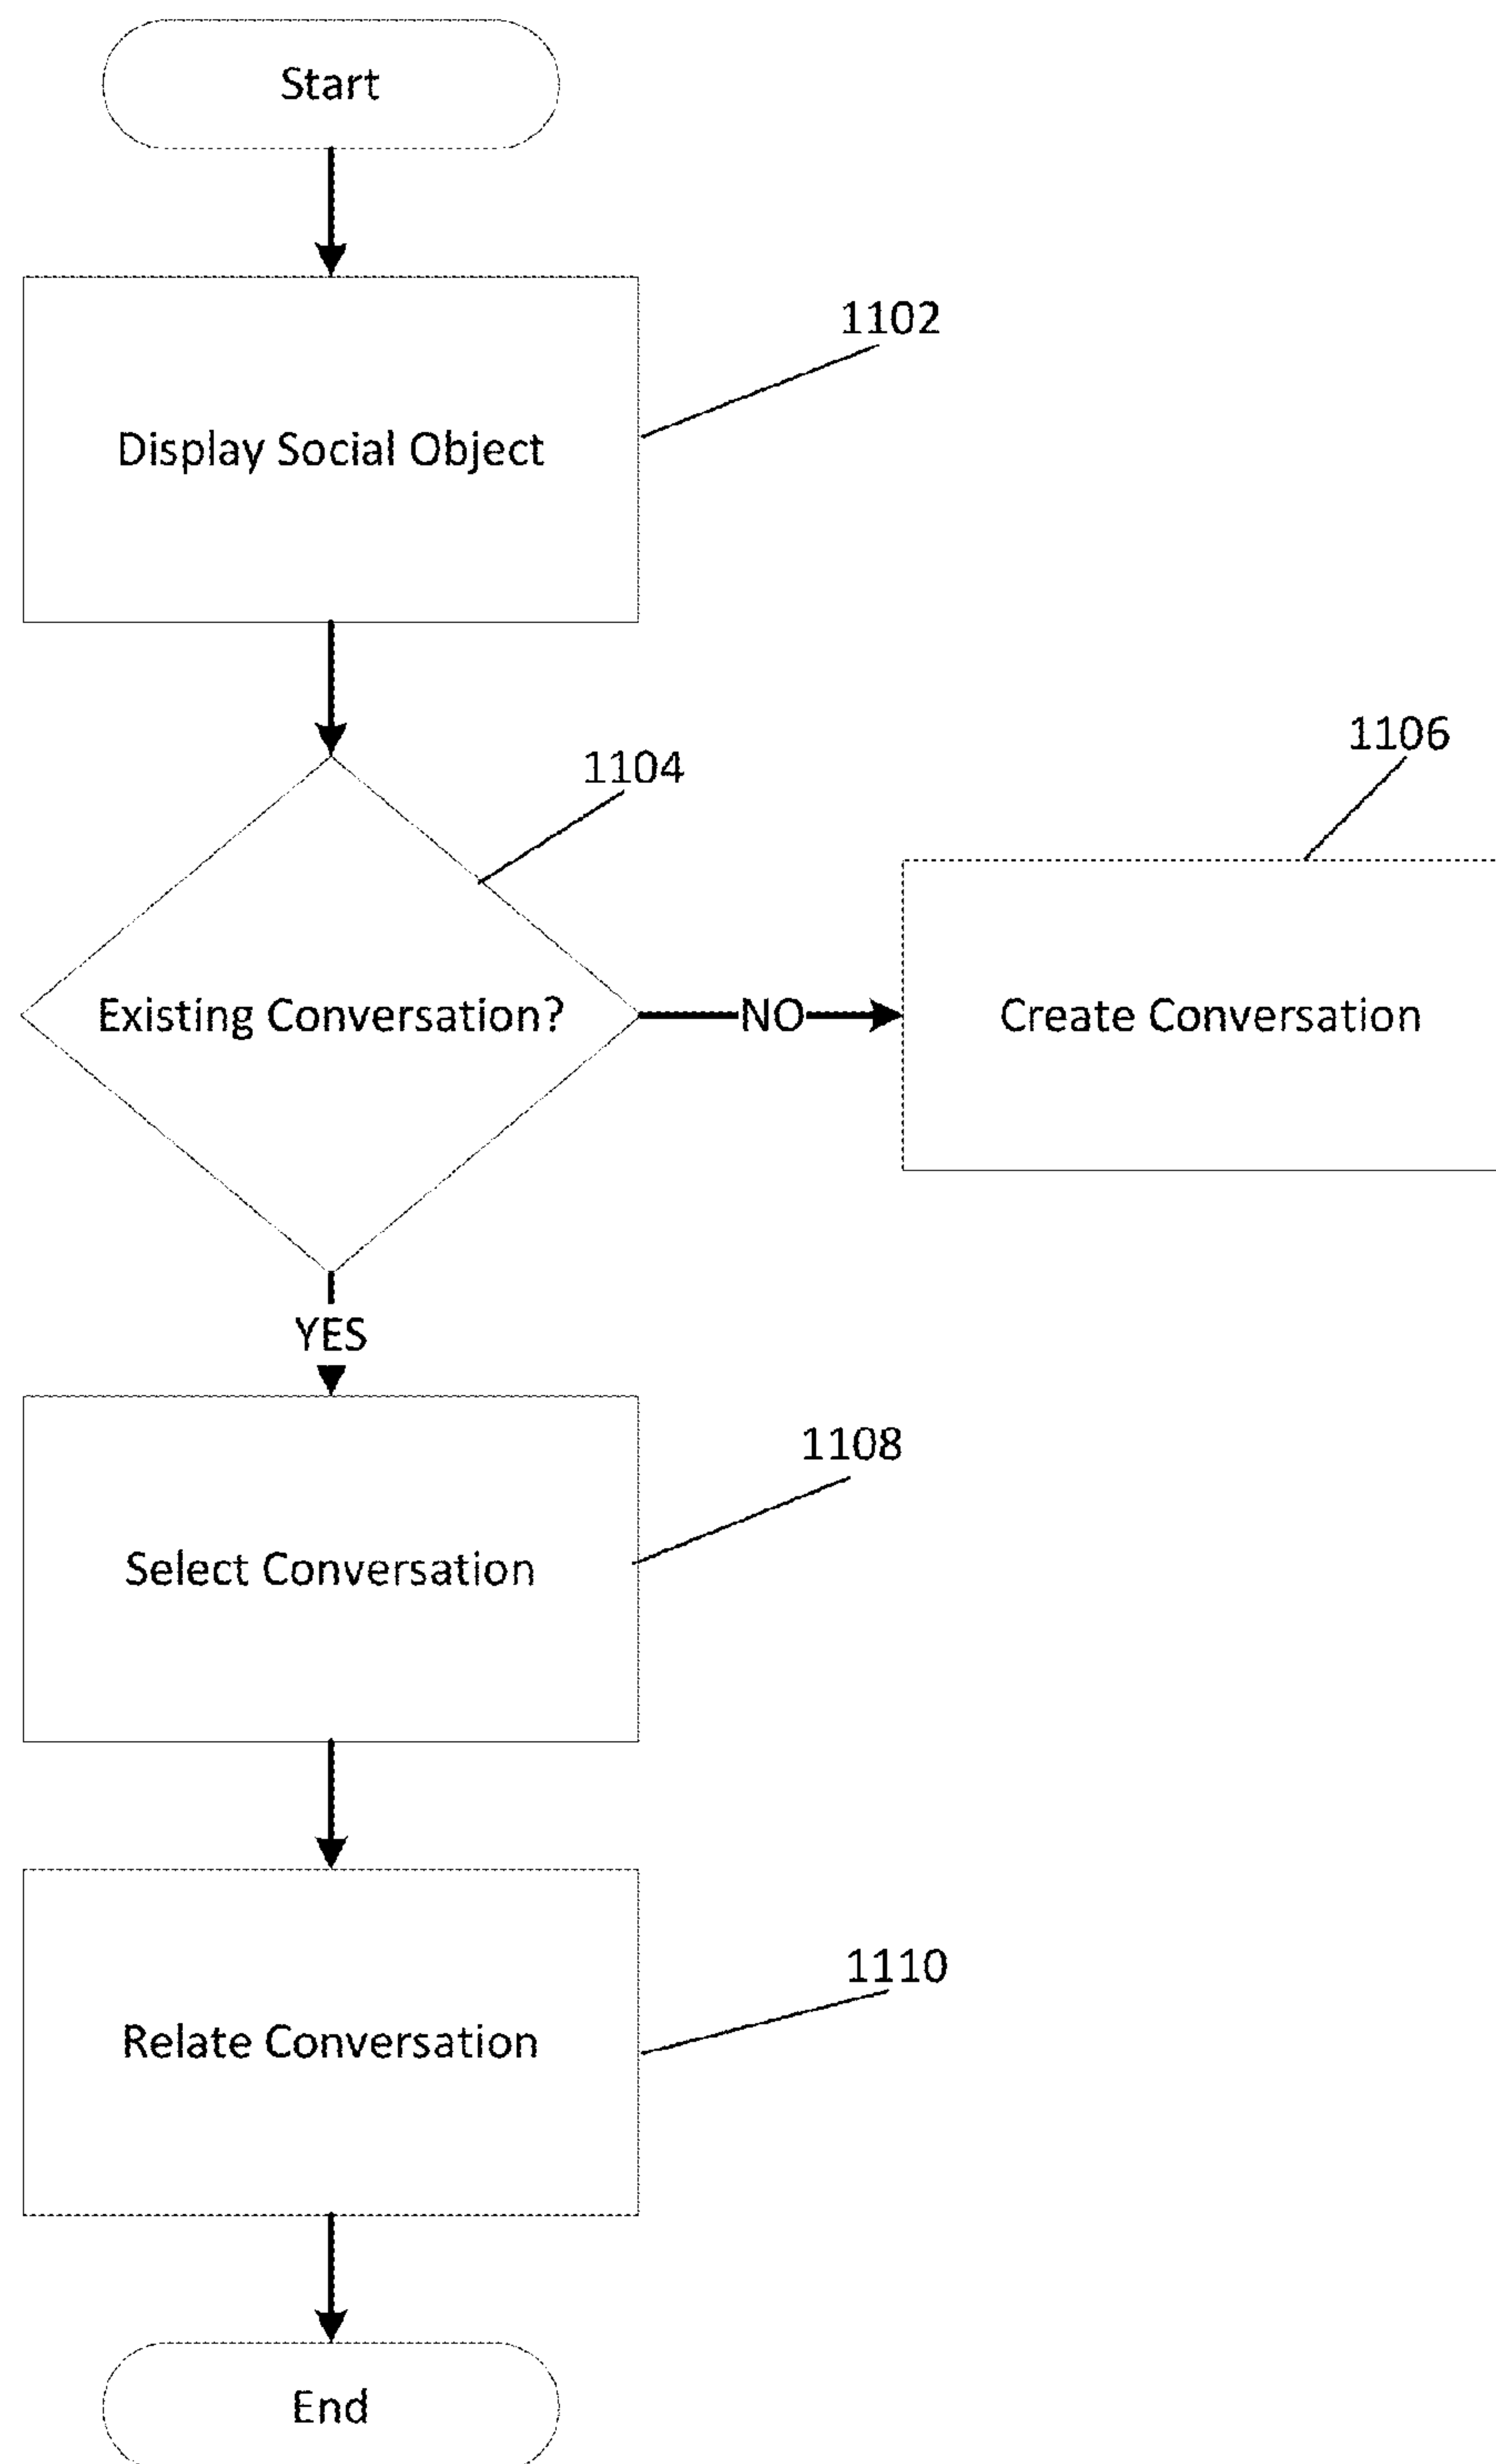 Start
1102
Display Social Object
1104
1106
Existing Conversation?
NO
Create Conversation
YES
1108
Select Conversation
1110
Relate Conversation
End